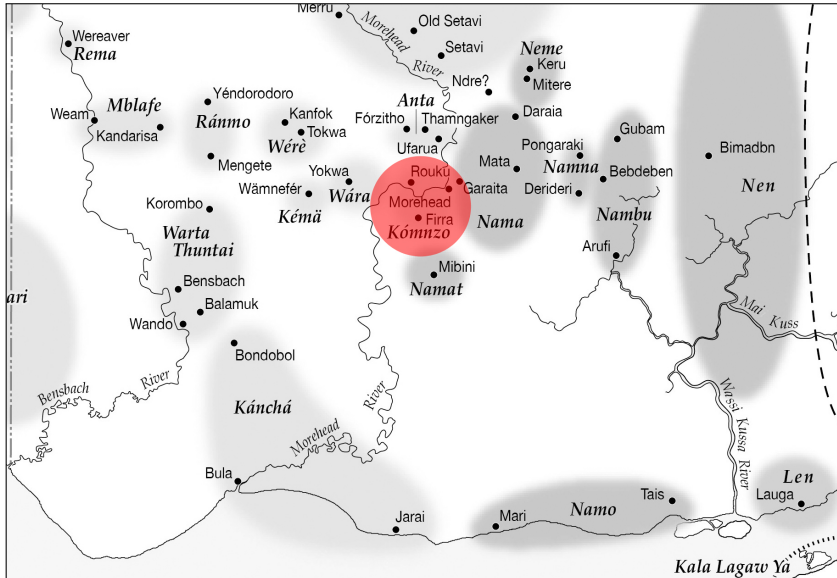 Merru
Morehead
River
Old Setavi
Setavi
Wereaver
Rema
Neme
Keru
Mitere
Ndre?
Yéndorodoro
Mblafe
Weam
Kandarisa
Ránmo
Kanfok
Tokwa
Wérè
Anta
Fórzitho
Thamngaker
Ufarua
Daraia
Gubam
Pongaraki
Nanna
Bimadbn
Mengete
Yokwa
Wára
Wämnefér
Kémä
Rouku
Morehead
Firra
Kómnzo
Garaita
Mata
Nama
Derideri
Bebdeben
Nambu
Nen
Korombo
Warta
Thuntai
Mibini
Namat
Arufi
ari
Bensbach
Balamuk
Wando
Bondobol
Mai Kuss
Bensbach
River
Kánchá
Morehead
River
Wassi Kussa River
Bula
Jarai
Mari
Namo
Tais
Len
Lauga
Kala Lagaw Ya